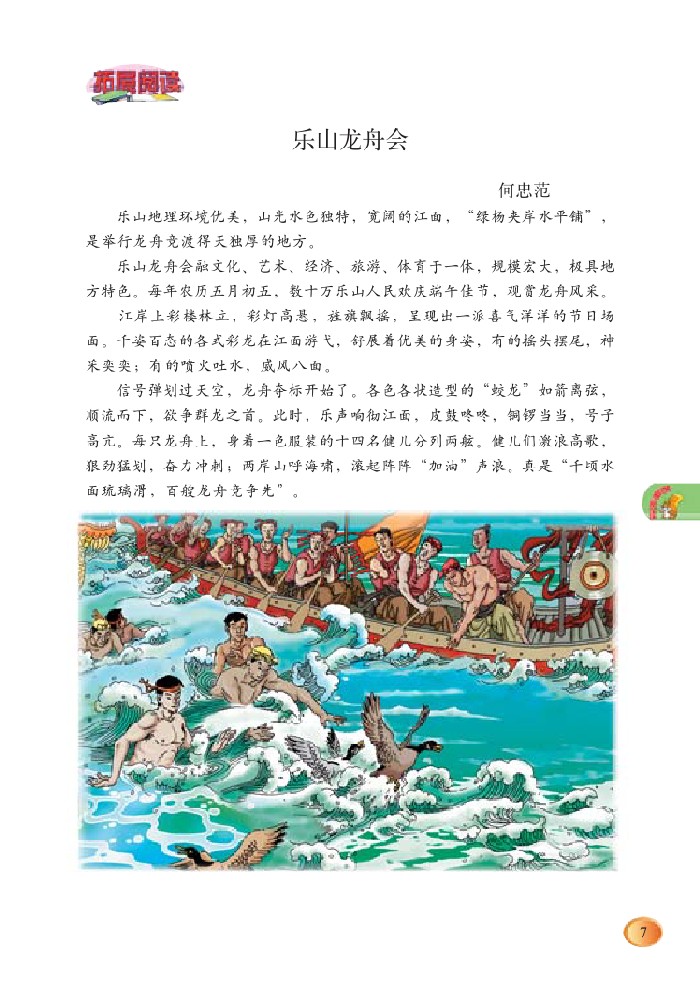 拓展阅读
乐山龙舟会
何忠范
乐山地理环境优美，山光水色独特，宽阔的江面，“绿杨夹岸水平铺”，
是举行龙舟竞渡得天独厚的地方。
乐山龙舟会融文化、艺术、经济、旅游、体育于一体，规模宏大，极具地
方特色。每年农历五月初五，数十万乐山人民欢庆端午佳节，观赏龙舟风采。
江岸上彩楼林立，彩灯高悬，旌旗飘摇，呈现出一派喜气洋洋的节日场
面。千姿百态的各式彩龙在江面游弋，舒展着优美的身姿，有的摇头摆尾，神
采奕奕；有的喷火吐水，威风八面。
信号弹划过天空，龙舟夺标开始了。各色各状造型的“蛟龙”如箭离弦，
顺流而下，欲争群龙之首。此时，乐声响彻江面，皮鼓咚咚，铜锣当当，号子
高亢。每只龙舟上，身着一色服装的十四名健儿分列两舷。健儿们激浪高歌，
狠劲猛划，奋力冲刺；两岸山呼海啸，滚起阵阵“加油”声浪。真是“千顷水
面琉璃滑，百艘龙舟竞争先”。
7